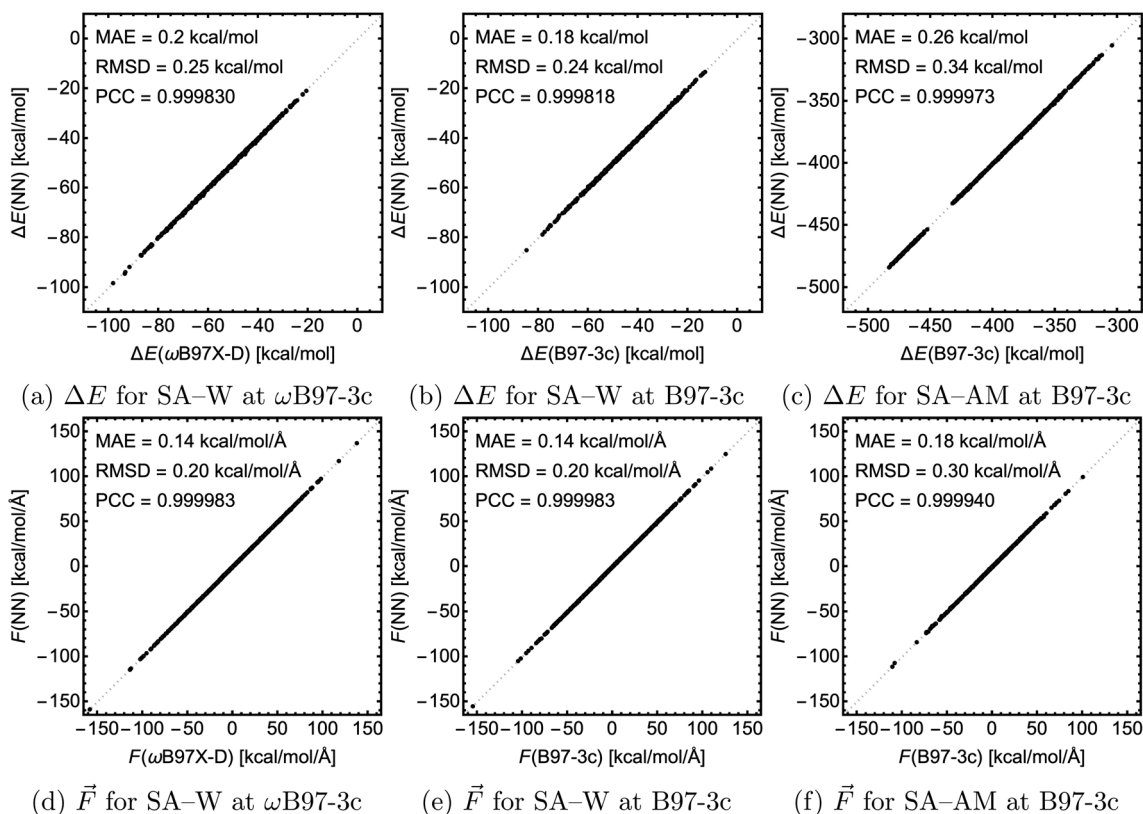 0
−20
−40
−60
−80
−100
ΔE(NN) [kcal/mol]
MAE = 0.2 kcal/mol
RMSD = 0.25 kcal/mol
PCC = 0.999830
−100 −80 −60 −40 −20 0
ΔE(ωB97X-D) [kcal/mol]
(a) ΔE for SA–W at ωB97-3c
0
−20
−40
−60
−80
−100
ΔE(NN) [kcal/mol]
MAE = 0.18 kcal/mol
RMSD = 0.24 kcal/mol
PCC = 0.999818
−100 −80 −60 −40 −20 0
ΔE(B97-3c) [kcal/mol]
(b) ΔE for SA–W at B97-3c
−300
−350
−400
−450
−500
ΔE(NN) [kcal/mol]
MAE = 0.26 kcal/mol
RMSD = 0.34 kcal/mol
PCC = 0.999973
−500 −450 −400 −350 −300
ΔE(B97-3c) [kcal/mol]
(c) ΔE for SA–AM at B97-3c
150
100
50
0
−50
−100
−150
F(NN) [kcal/mol/Å]
MAE = 0.14 kcal/mol/Å
RMSD = 0.20 kcal/mol/Å
PCC = 0.999983
−150 −100 −50 0 50 100 150
F(ωB97X-D) [kcal/mol/Å]
(d) F⃗ for SA–W at ωB97-3c
150
100
50
0
−50
−100
−150
F(NN) [kcal/mol/Å]
MAE = 0.14 kcal/mol/Å
RMSD = 0.20 kcal/mol/Å
PCC = 0.999983
−150 −100 −50 0 50 100 150
F(B97-3c) [kcal/mol/Å]
(e) F⃗ for SA–W at B97-3c
150
100
50
0
−50
−100
−150
F(NN) [kcal/mol/Å]
MAE = 0.18 kcal/mol/Å
RMSD = 0.30 kcal/mol/Å
PCC = 0.999940
−150 −100 −50 0 50 100 150
F(B97-3c) [kcal/mol/Å]
(f) F⃗ for SA–AM at B97-3c